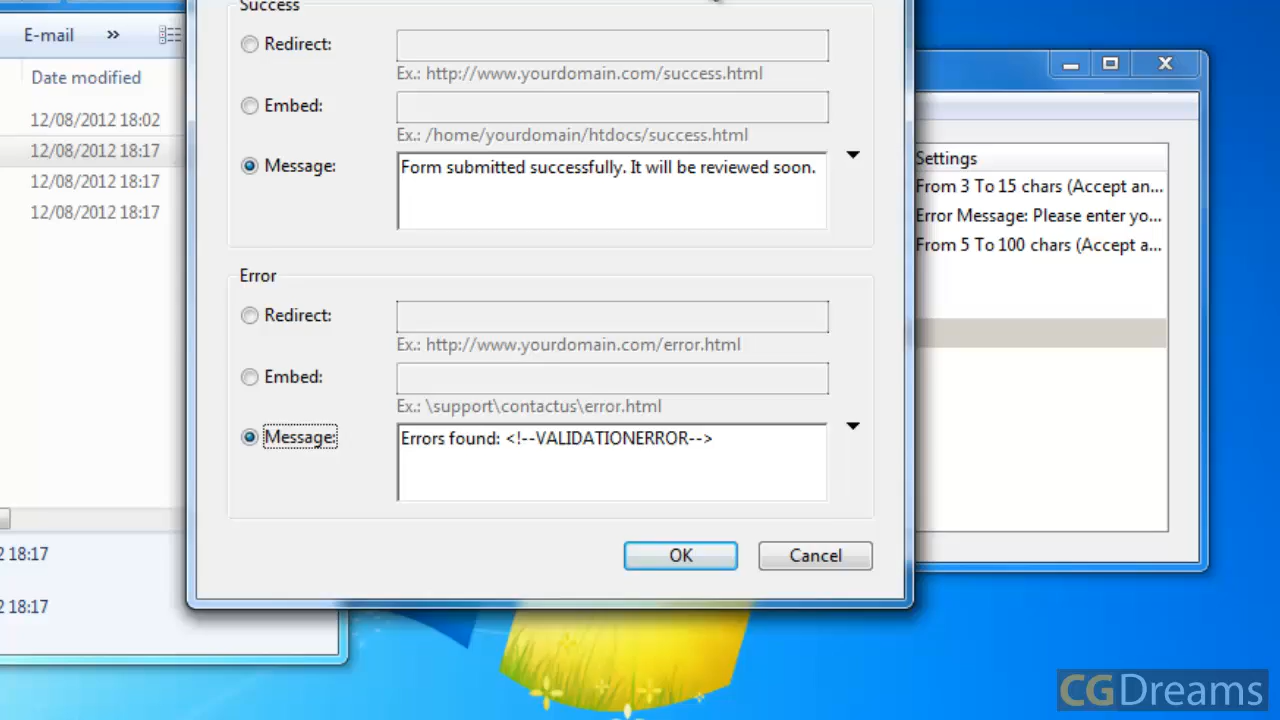 E-mail »
Date modified
12/08/2012 18:02
12/08/2012 18:17
12/08/2012 18:17
12/08/2012 18:17
2 18:17
2 18:17
Success
Redirect:
Ex.: http://www.yourdomain.com/success.html
Embed:
Ex.: /home/yourdomain/htdocs/success.html
Message:
Form submitted successfully. It will be reviewed soon.
Error
Redirect:
Ex.: http://www.yourdomain.com/error.html
Embed:
Ex.: \support\contactus\error.html
Message:
Errors found: <!--VALIDATIONERROR-->
OK Cancel
Settings
From 3 To 15 chars (Accept an...
Error Message: Please enter yo...
From 5 To 100 chars (Accept a...
CGDreams